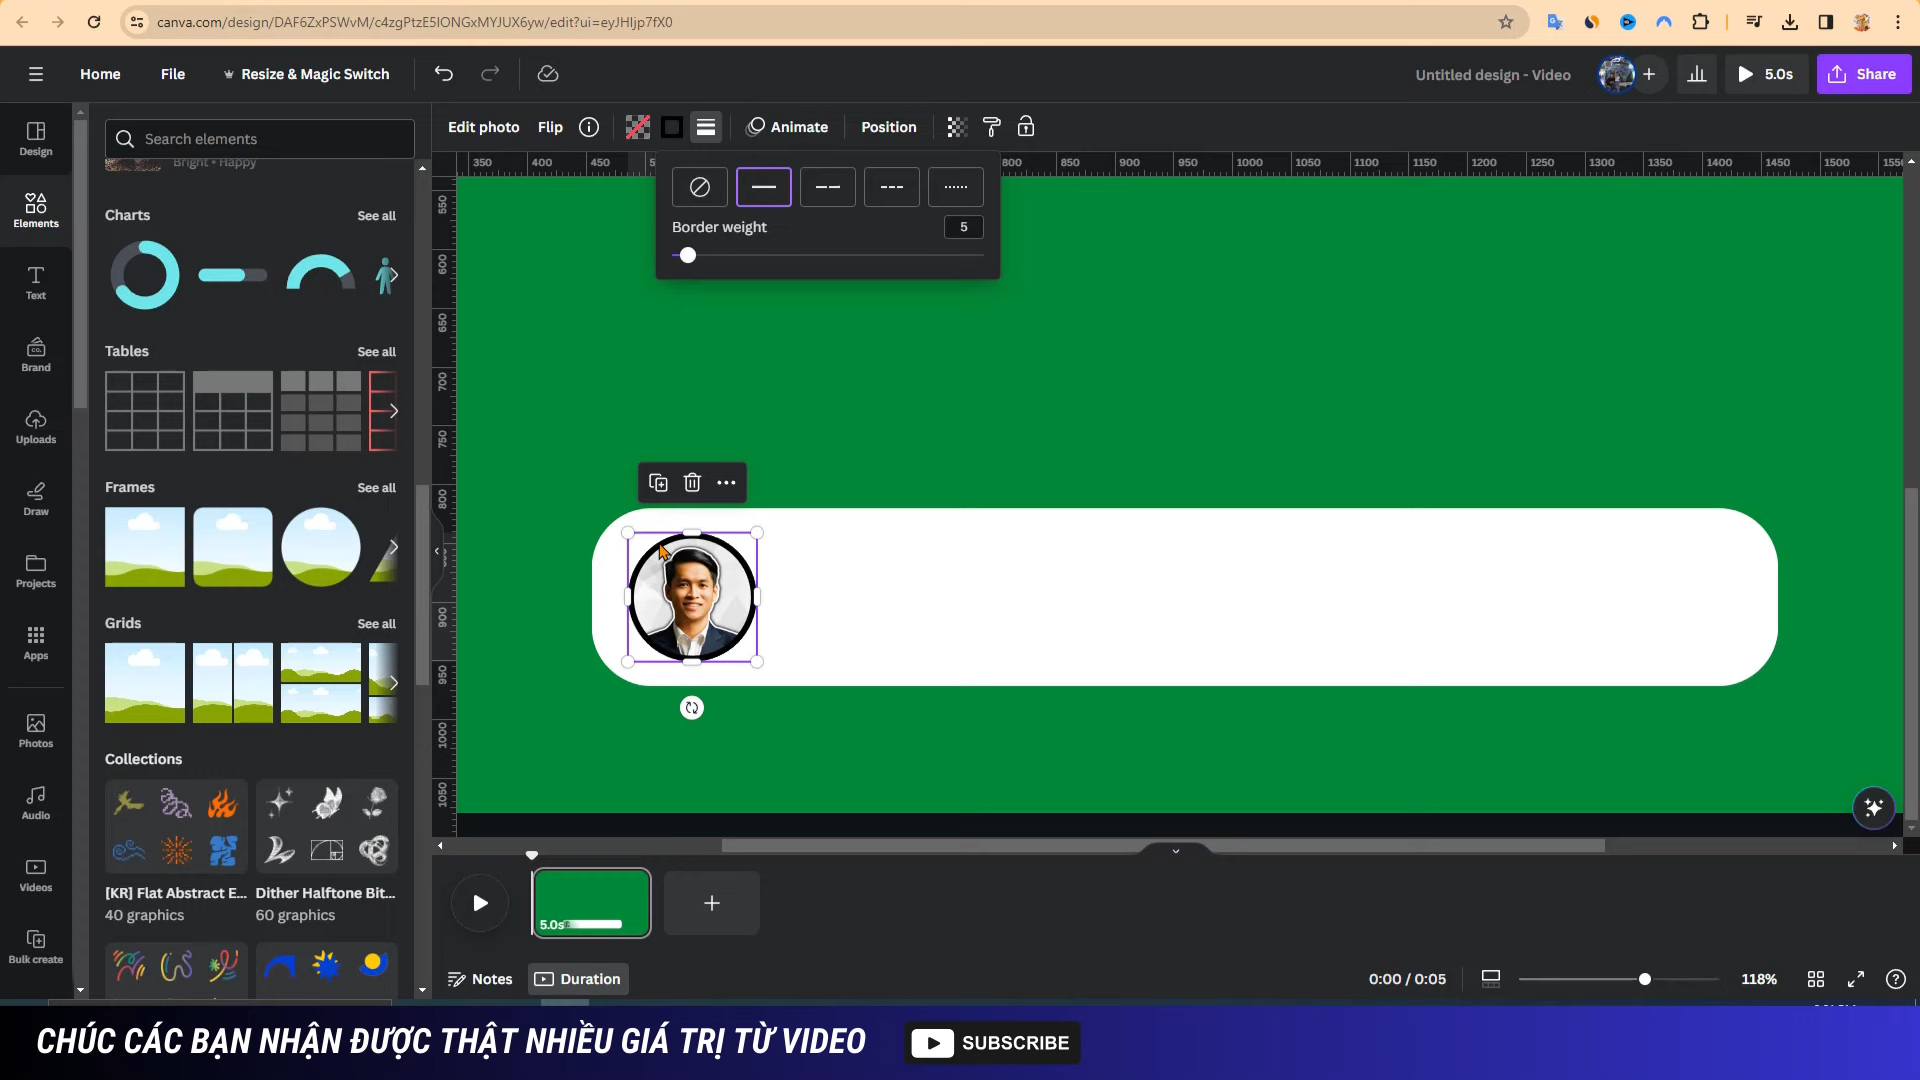 canva.com/design/DAF6ZxPSWvM/c4zgPtzE5IONGxMYJUX6yw/edit?ui=eyJHIjp7fX0
Home
File
Resize & Magic Switch
Untitled design - Video
5.0s
Share
Design
Elements
Text
Brand
Uploads
Draw
Projects
Apps
Photos
Audio
Videos
Bulk create
Search elements
Bright • Happy
Charts
See all
Tables
See all
Frames
See all
Grids
See all
Collections
[KR] Flat Abstract E...
40 graphics
Dither Halftone Bit...
60 graphics
Edit photo
Flip
Animate
Position
350 400 450 5 800 850 900 950 1000 1050 1100 1150 1200 1250 1300 1350 1400 1450 1500 155
Border weight
5
550
600
650
700
750
800
900
950
1000
1050
5.0s
Notes
Duration
0:00 / 0:05
118%
CHÚC CÁC BẠN NHẬN ĐƯỢC THẬT NHIỀU GIÁ TRỊ TỪ VIDEO
SUBSCRIBE